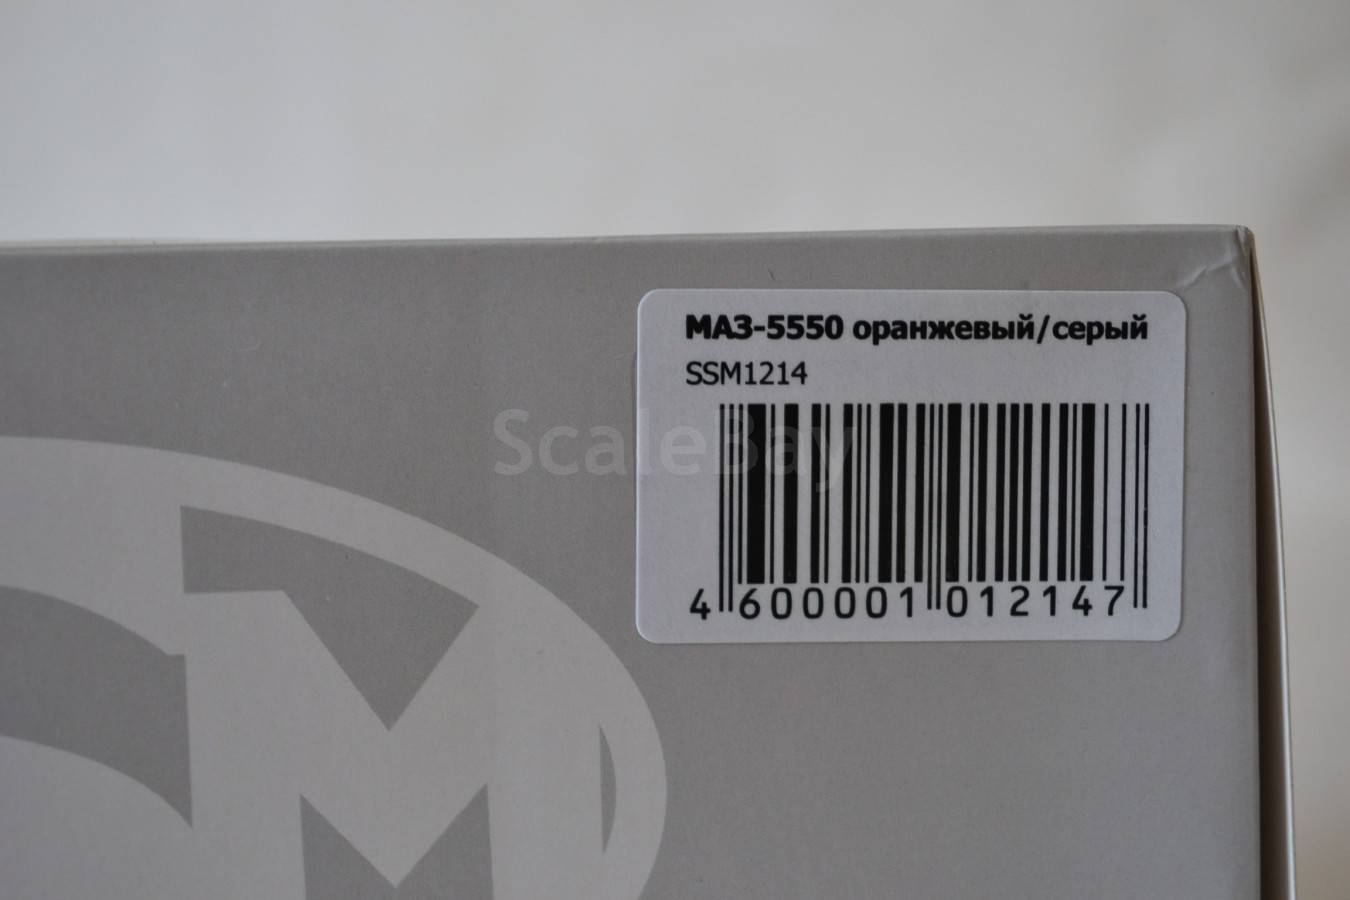 МАЗ-5550 оранжевый/серый
SSM1214
ScaleBay
4 600001 012147